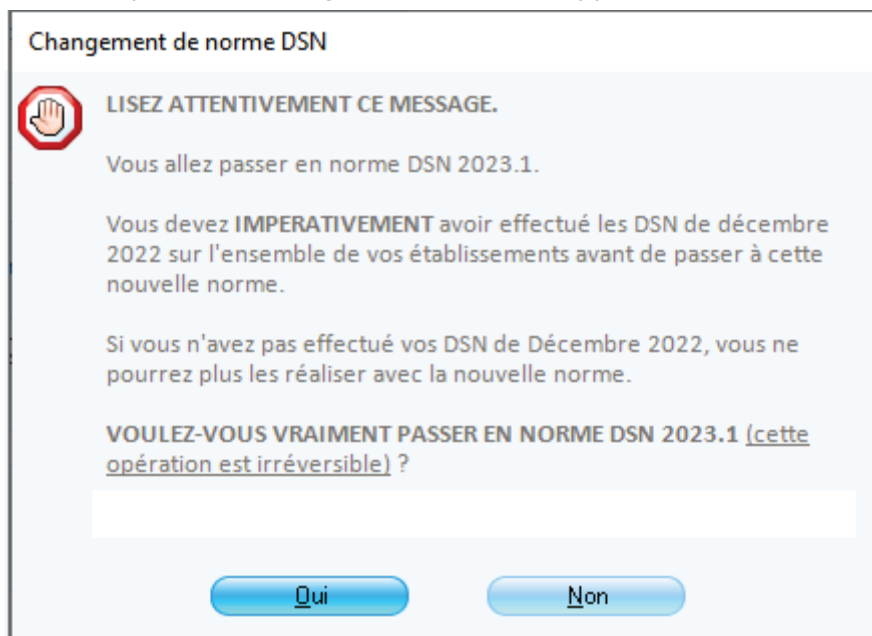 Changement de norme DSN
LISEZ ATTENTIVEMENT CE MESSAGE.
Vous allez passer en norme DSN 2023.1.
Vous devez IMPERATIVEMENT avoir effectué les DSN de décembre
2022 sur l'ensemble de vos établissements avant de passer à cette
nouvelle norme.
Si vous n'avez pas effectué vos DSN de Décembre 2022, vous ne
pourrez plus les réaliser avec la nouvelle norme.
VOULEZ-VOUS VRAIMENT PASSER EN NORME DSN 2023.1 (cette
opération est irréversible) ?
Oui Non